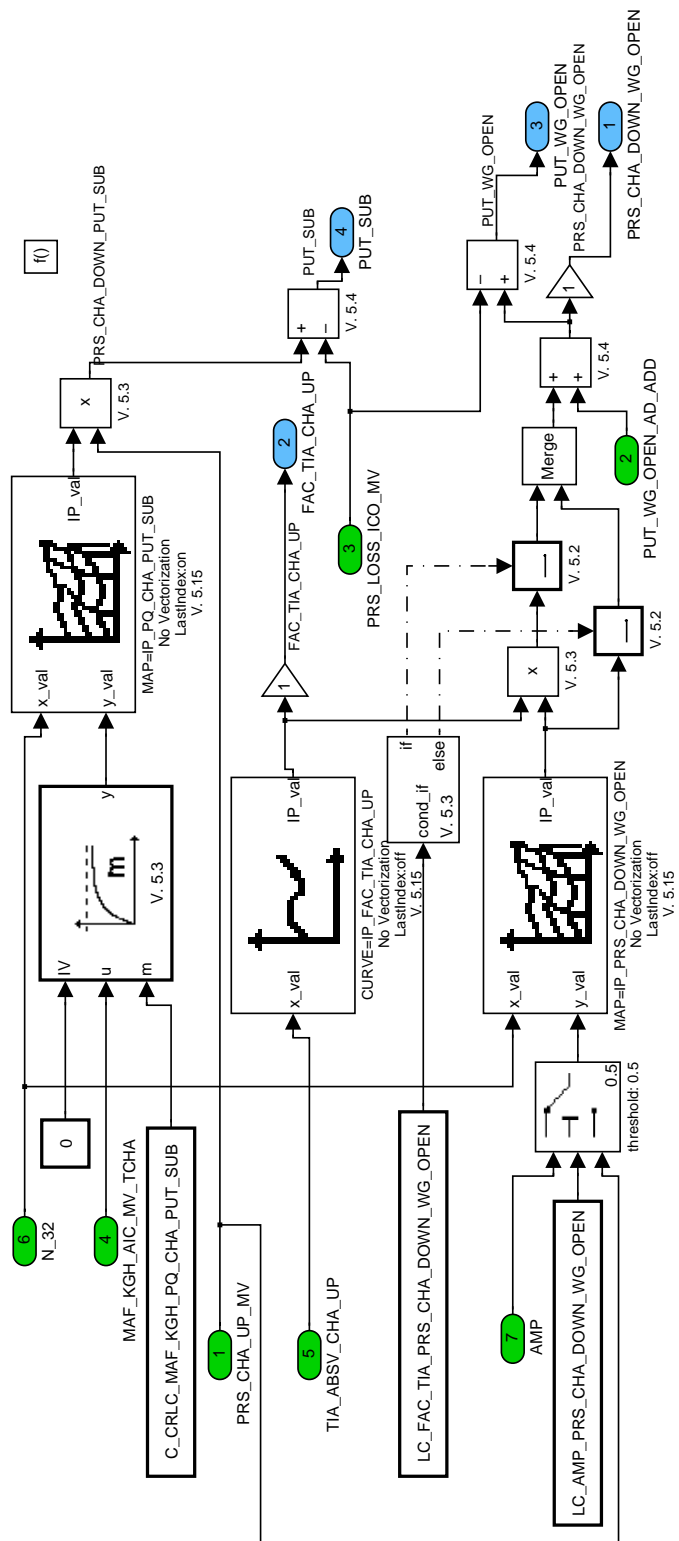 6
N_32
0
4
MAF_KGH_AIC_MV_TCHA
C_CRLC_MAF_KGH_PQ_CHA_PUT_SUB
IV
u
m
y
m
V. 5.3
x_val
y_val
IP_val
MAP=IP_PQ_CHA_PUT_SUB
No Vectorization
LastIndex:on
V. 5.15
x
V. 5.3
PRS_CHA_DOWN_PUT_SUB
f()
1
PRS_CHA_UP_MV
5
TIA_ABSV_CHA_UP
x_val
IP_val
CURVE=IP_FAC_TIA_CHA_UP
No Vectorization
LastIndex:off
V. 5.15
1
FAC_TIA_CHA_UP
2
FAC_TIA_CHA_UP
+
−
V. 5.4
PUT_SUB
4
PUT_SUB
3
PRS_LOSS_ICO_MV
LC_FAC_TIA_PRS_CHA_DOWN_WG_OPEN
cond_if
if
else
V. 5.3
7
AMP
LC_AMP_PRS_CHA_DOWN_WG_OPEN
0.5
threshold: 0.5
x_val
y_val
IP_val
MAP=IP_PRS_CHA_DOWN_WG_OPEN
No Vectorization
LastIndex:off
V. 5.15
x
V. 5.3
V. 5.2
V. 5.2
Merge
2
PUT_WG_OPEN_AD_ADD
+
+
V. 5.4
−
+
V. 5.4
PUT_WG_OPEN
3
PUT_WG_OPEN
1
PRS_CHA_DOWN_WG_OPEN
1
PRS_CHA_DOWN_WG_OPEN